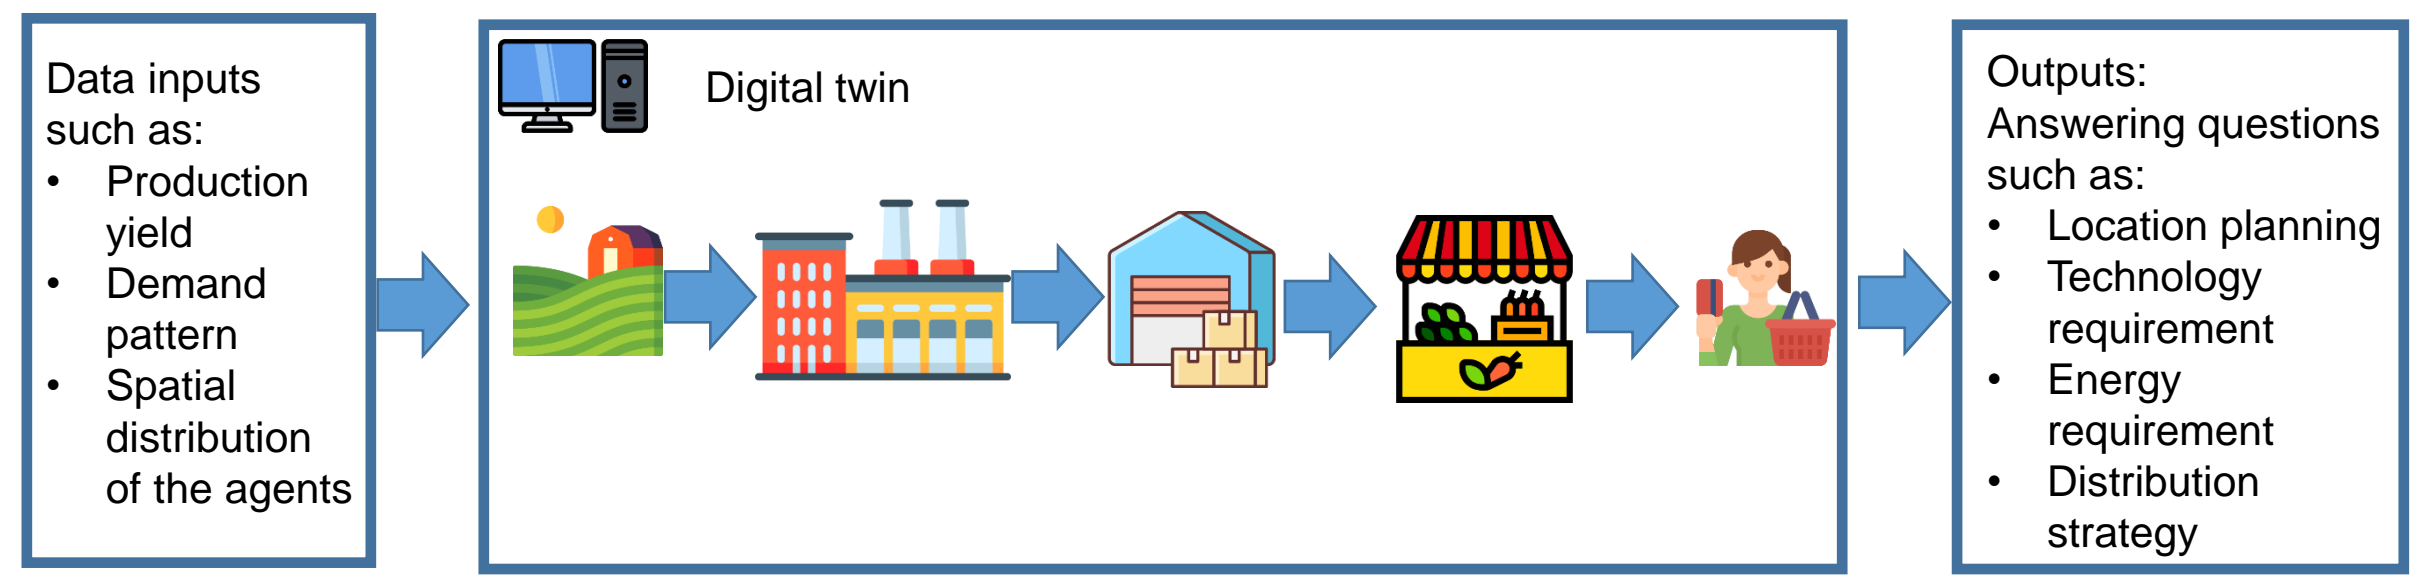 Data inputs
such as:
• Production
yield
• Demand
pattern
• Spatial
distribution
of the agents
Digital twin
Outputs:
Answering questions
such as:
• Location planning
• Technology
requirement
• Energy
requirement
• Distribution
strategy